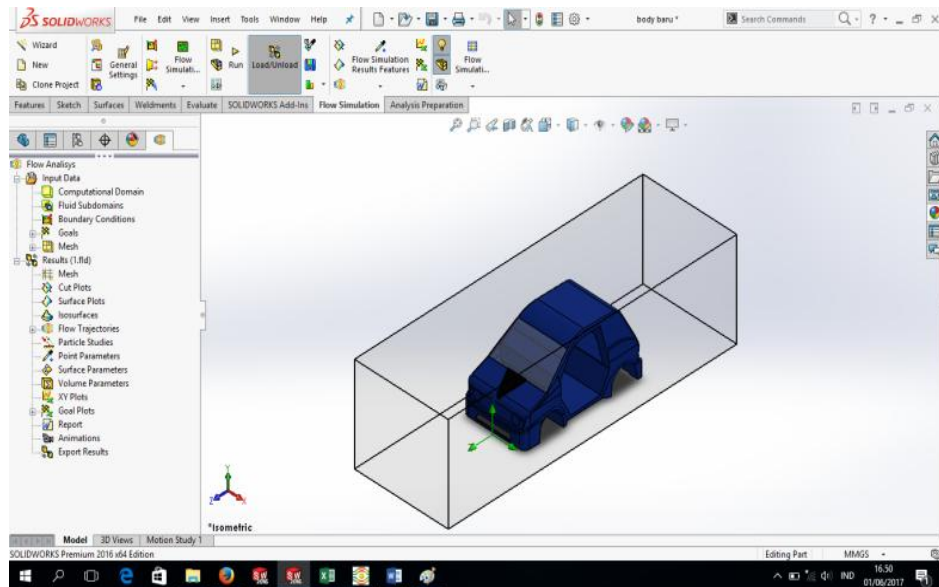 SOLIDWORKS File Edit View Insert Tools Window Help body baru * Search Commands
Wizard
New
Clone Project
General Settings
Flow Simulati...
Run
Load/Unload
Flow Simulation Results Features
Flow Simulati...
Features Sketch Surfaces Weldments Evaluate SOLIDWORKS Add-Ins Flow Simulation Analysis Preparation
Flow Analisys
Input Data
Computational Domain
Fluid Subdomains
Boundary Conditions
Goals
Mesh
Results (1.fld)
Mesh
Cut Plots
Surface Plots
Isosurfaces
Flow Trajectories
Particle Studies
Point Parameters
Surface Parameters
Volume Parameters
XY Plots
Goal Plots
Report
Animations
Export Results
Y
Z
X
*Isometric
Model 3D Views Motion Study 1
SOLIDWORKS Premium 2016 x64 Edition Editing Part MMGS
IND 16.50
01/06/2017